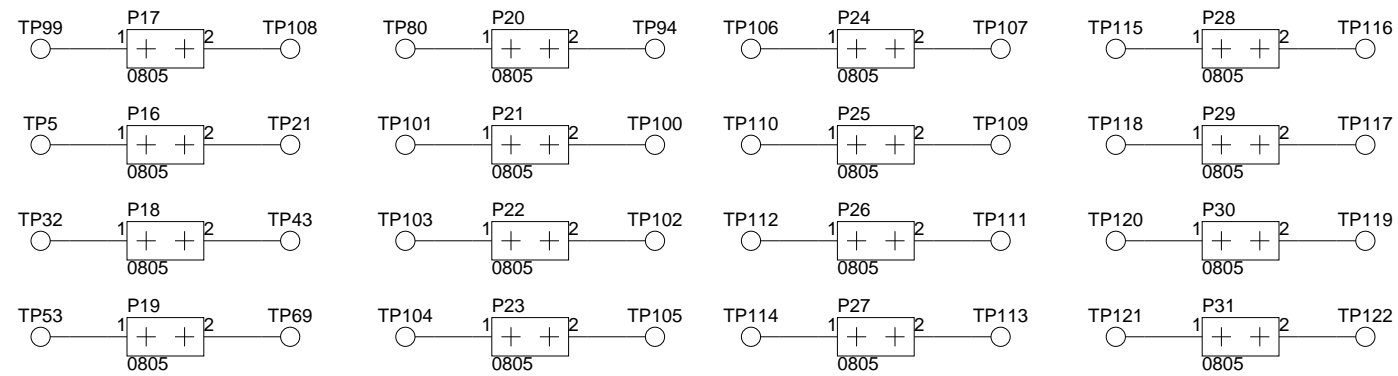 P17 P20 P24 P28
TP99 TP108 TP80 TP94 TP106 TP107 TP115 TP116
1 2 1 2 1 2 1 2
0805 0805 0805 0805
P16 P21 P25 P29
TP5 TP21 TP101 TP100 TP110 TP109 TP118 TP117
1 2 1 2 1 2 1 2
0805 0805 0805 0805
P18 P22 P26 P30
TP32 TP43 TP103 TP102 TP112 TP111 TP120 TP119
1 2 1 2 1 2 1 2
0805 0805 0805 0805
P19 P23 P27 P31
TP53 TP69 TP104 TP105 TP114 TP113 TP121 TP122
1 2 1 2 1 2 1 2
0805 0805 0805 0805